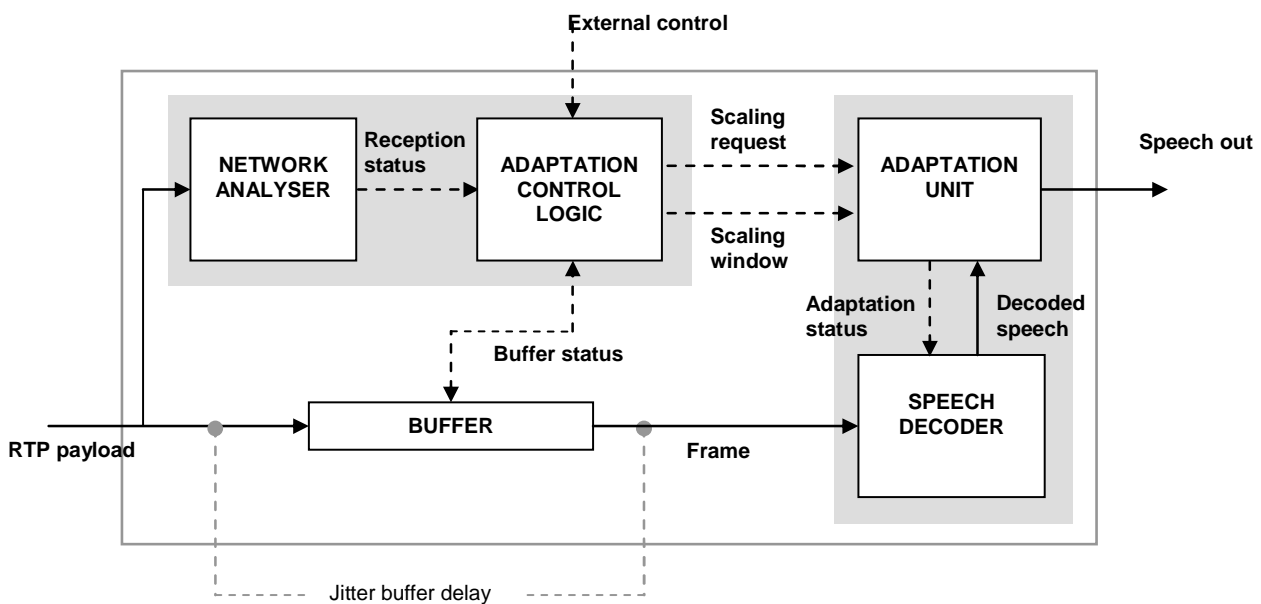 External control
NETWORK
ANALYSER
Reception
status
ADAPTATION
CONTROL
LOGIC
Scaling
request
Scaling
window
ADAPTATION
UNIT
Speech out
Buffer status
Adaptation
status
Decoded
speech
RTP payload
BUFFER
Frame
SPEECH
DECODER
Jitter buffer delay